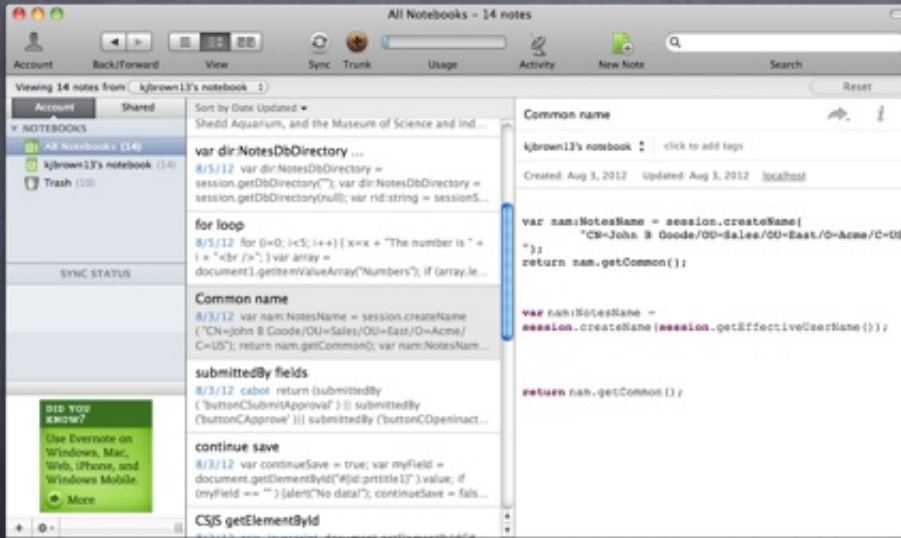 All Notebooks – 14 notes
Account
Back/Forward
View
Sync
Trunk
Usage
Activity
New Note
Search
Viewing 14 notes from kjbrown13's notebook
Reset
Account
Shared
NOTEBOOKS
All Notebooks (14)
kjbrown13's notebook (14)
Trash (10)
SYNC STATUS
DID YOU
KNOW?
Use Evernote on
Windows, Mac,
Web, iPhone, and
Windows Mobile.
More
Sort by Date Updated
Shedd Aquarium, and the Museum of Science and Ind...
var dir:NotesDbDirectory ...
8/5/12 var dir:NotesDbDirectory =
session.getDbDirectory(""); var dir:NotesDbDirectory =
session.getDbDirectory(null); var rid:string = sessionS...
for loop
8/5/12 for (i=0; i<5; i++) { x=x + "The number is " +
i + "<br />"; } var array =
document1.getItemValueArray("Numbers"); if (array.le...
Common name
8/3/12 var nam:NotesName = session.createName
( "CN=John B Goode/OU=Sales/OU=East/O=Acme/
C=US"); return nam.getCommon(); var nam:NotesNam...
submittedBy fields
8/3/12 cabot return (submittedBy
( 'buttonCSubmitApproval' ) || submittedBy
('buttonCApprove' )|| submittedBy ('buttonCOpenInact...
continue save
8/3/12 var continueSave = true; var myField =
document.getElementById("#{id:prttitle1}" ).value; if
(myField == "" ) {alert("No data!"); continueSave = fals...
CSJS getElementById
Common name
kjbrown13's notebook
click to add tags
Created: Aug 3, 2012
Updated: Aug 3, 2012
localhost
var nam:NotesName = session.createName(
"CN=John B Goode/OU=Sales/OU=East/O=Acme/C=US
");
return nam.getCommon();
var nam:NotesName =
session.createName(session.getEffectiveUserName());
return nam.getCommon();